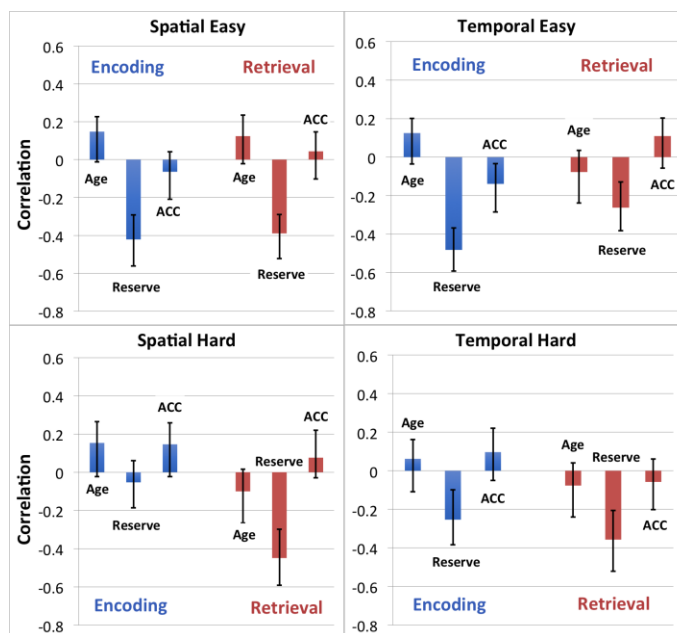 Spatial Easy
Encoding
Retrieval
Correlation
0.6
0.4
0.2
0
-0.2
-0.4
-0.6
-0.8
Age
Reserve
ACC
Age
Reserve
ACC
Temporal Easy
Encoding
Retrieval
0.6
0.4
0.2
0
-0.2
-0.4
-0.6
-0.8
Age
Reserve
ACC
Age
Reserve
ACC
Spatial Hard
Correlation
0.6
0.4
0.2
0
-0.2
-0.4
-0.6
-0.8
Age
Reserve
ACC
Age
Reserve
ACC
Encoding
Retrieval
Temporal Hard
0.6
0.4
0.2
0
-0.2
-0.4
-0.6
-0.8
Age
Reserve
ACC
Age
Reserve
ACC
Encoding
Retrieval